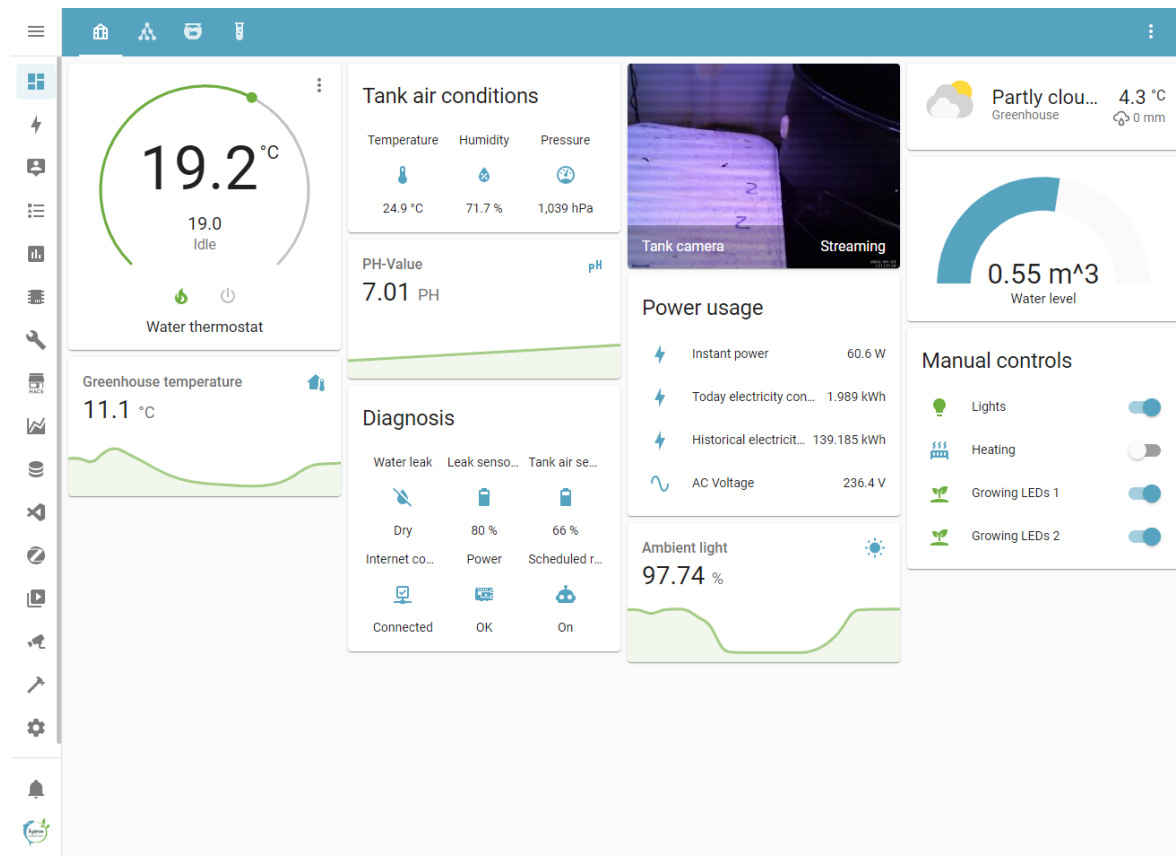 HACS
19.2 °C
19.0
Idle
Water thermostat
Greenhouse temperature
11.1 °C
Tank air conditions
Temperature Humidity Pressure
24.9 °C 71.7 % 1,039 hPa
PH-Value
pH
7.01 PH
Diagnosis
Water leak Leak senso... Tank air se...
Dry 80 % 66 %
Internet co... Power Scheduled r...
Connected OK On
Tank camera Streaming
Power usage
Instant power 60.6 W
Today electricity con... 1.989 kWh
Historical electricit... 139.185 kWh
AC Voltage 236.4 V
Ambient light
97.74 %
Partly clou... 4.3 °C
Greenhouse 0 mm
0.55 m^3
Water level
Manual controls
Lights
Heating
Growing LEDs 1
Growing LEDs 2